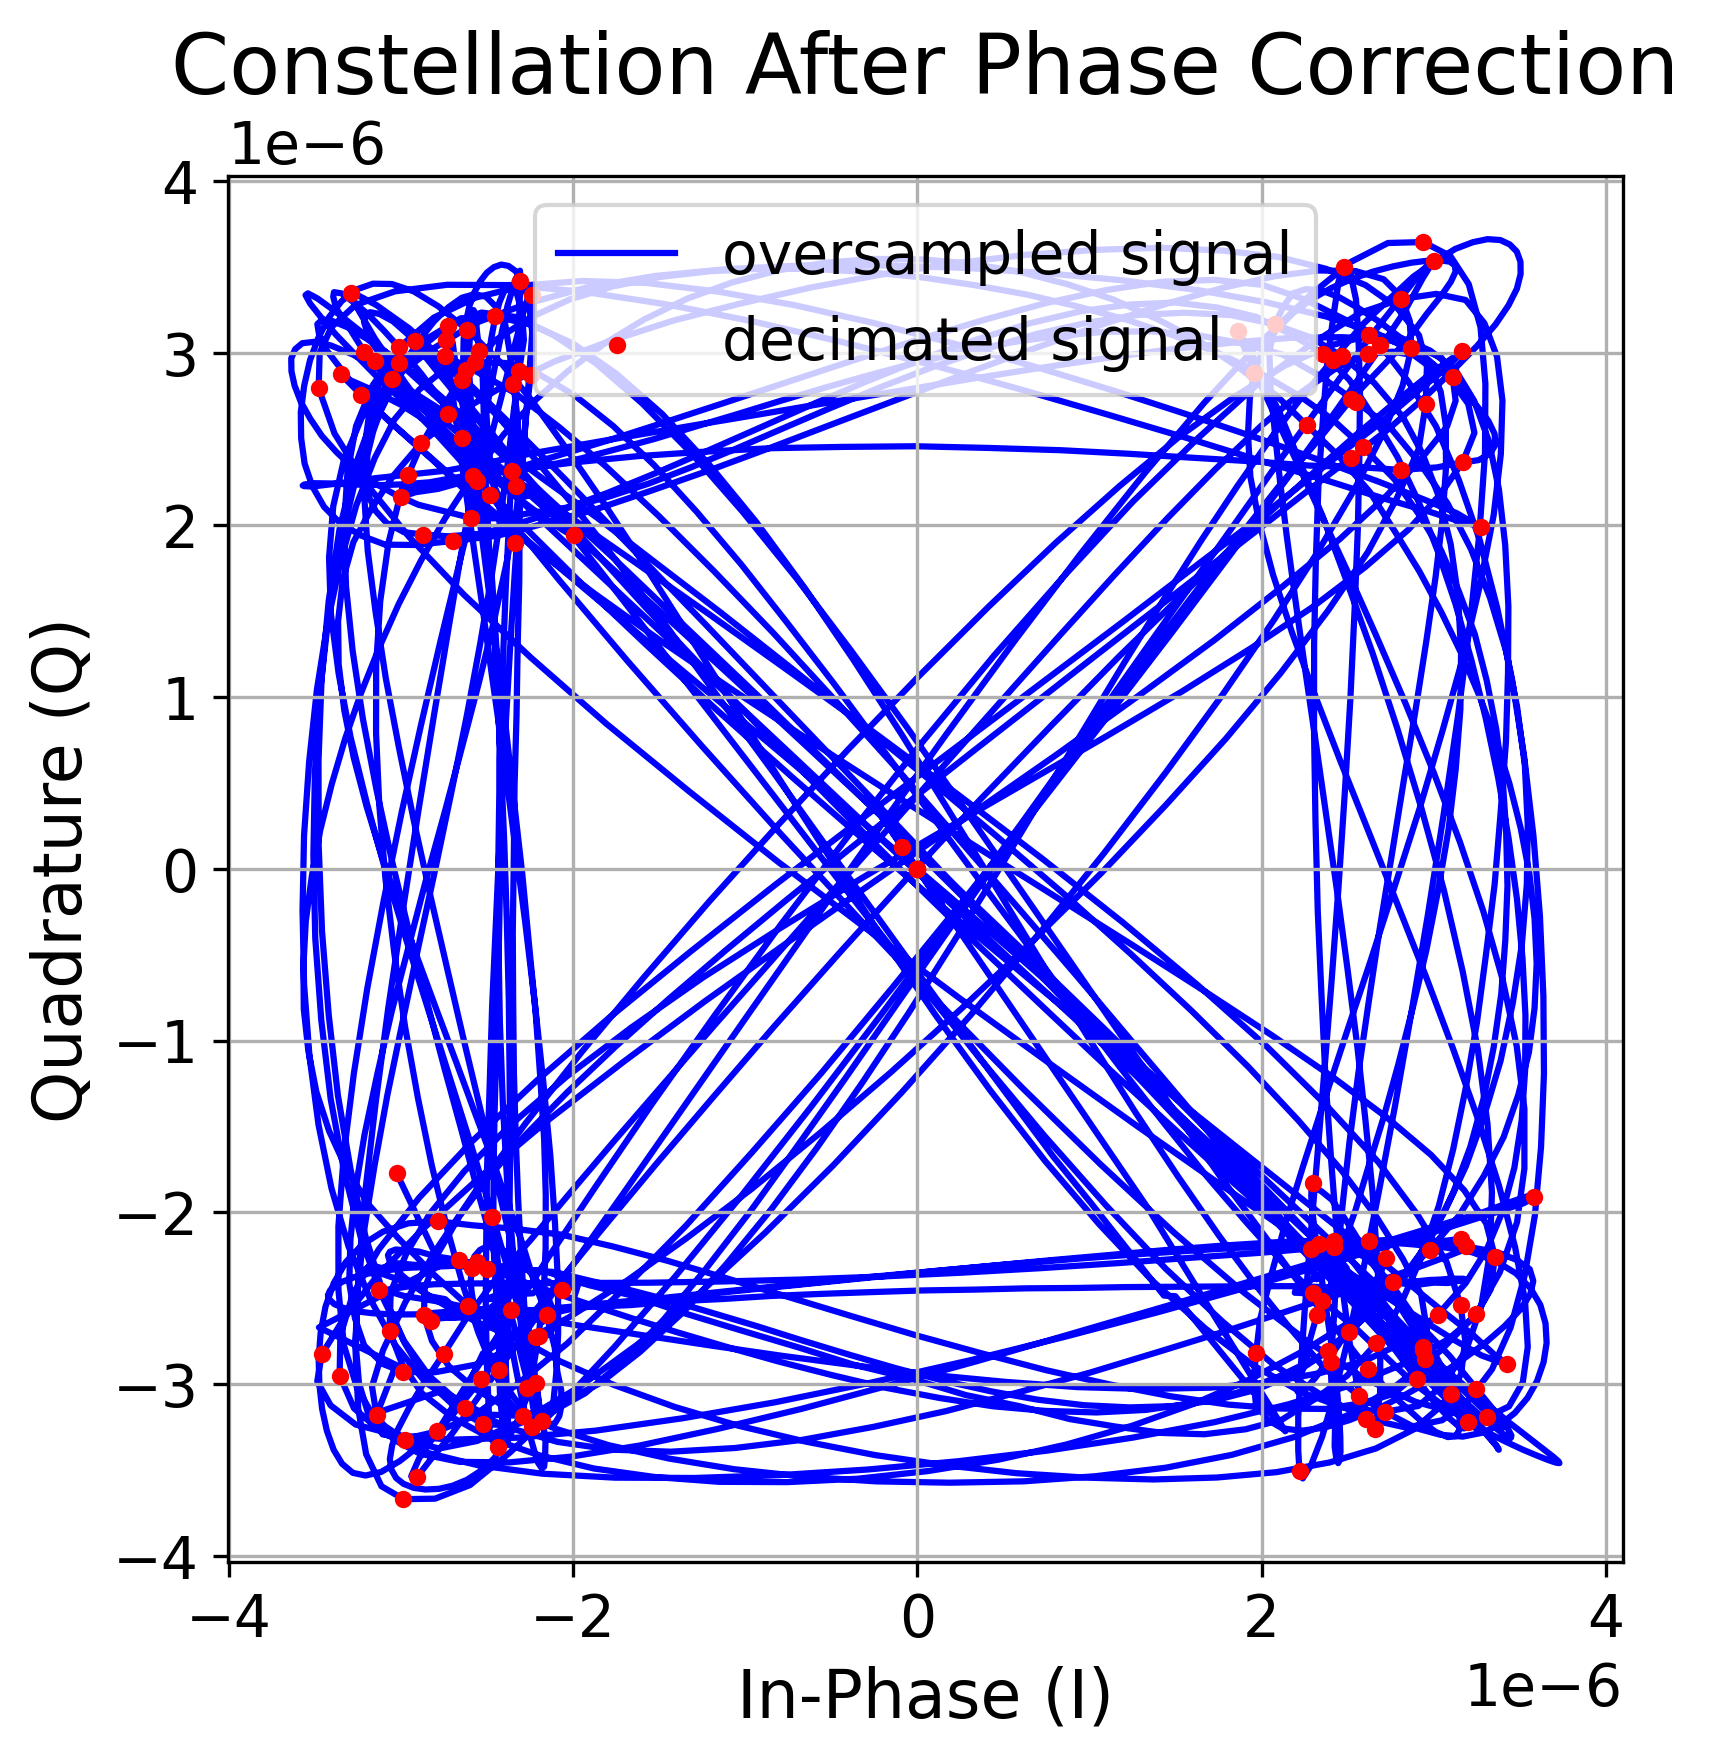 Constellation After Phase Correction
1e−6
4
3
2
1
0
−1
−2
−3
−4
Quadrature (Q)
oversampled signal
decimated signal
−4 −2 0 2 4
In-Phase (I)
1e−6